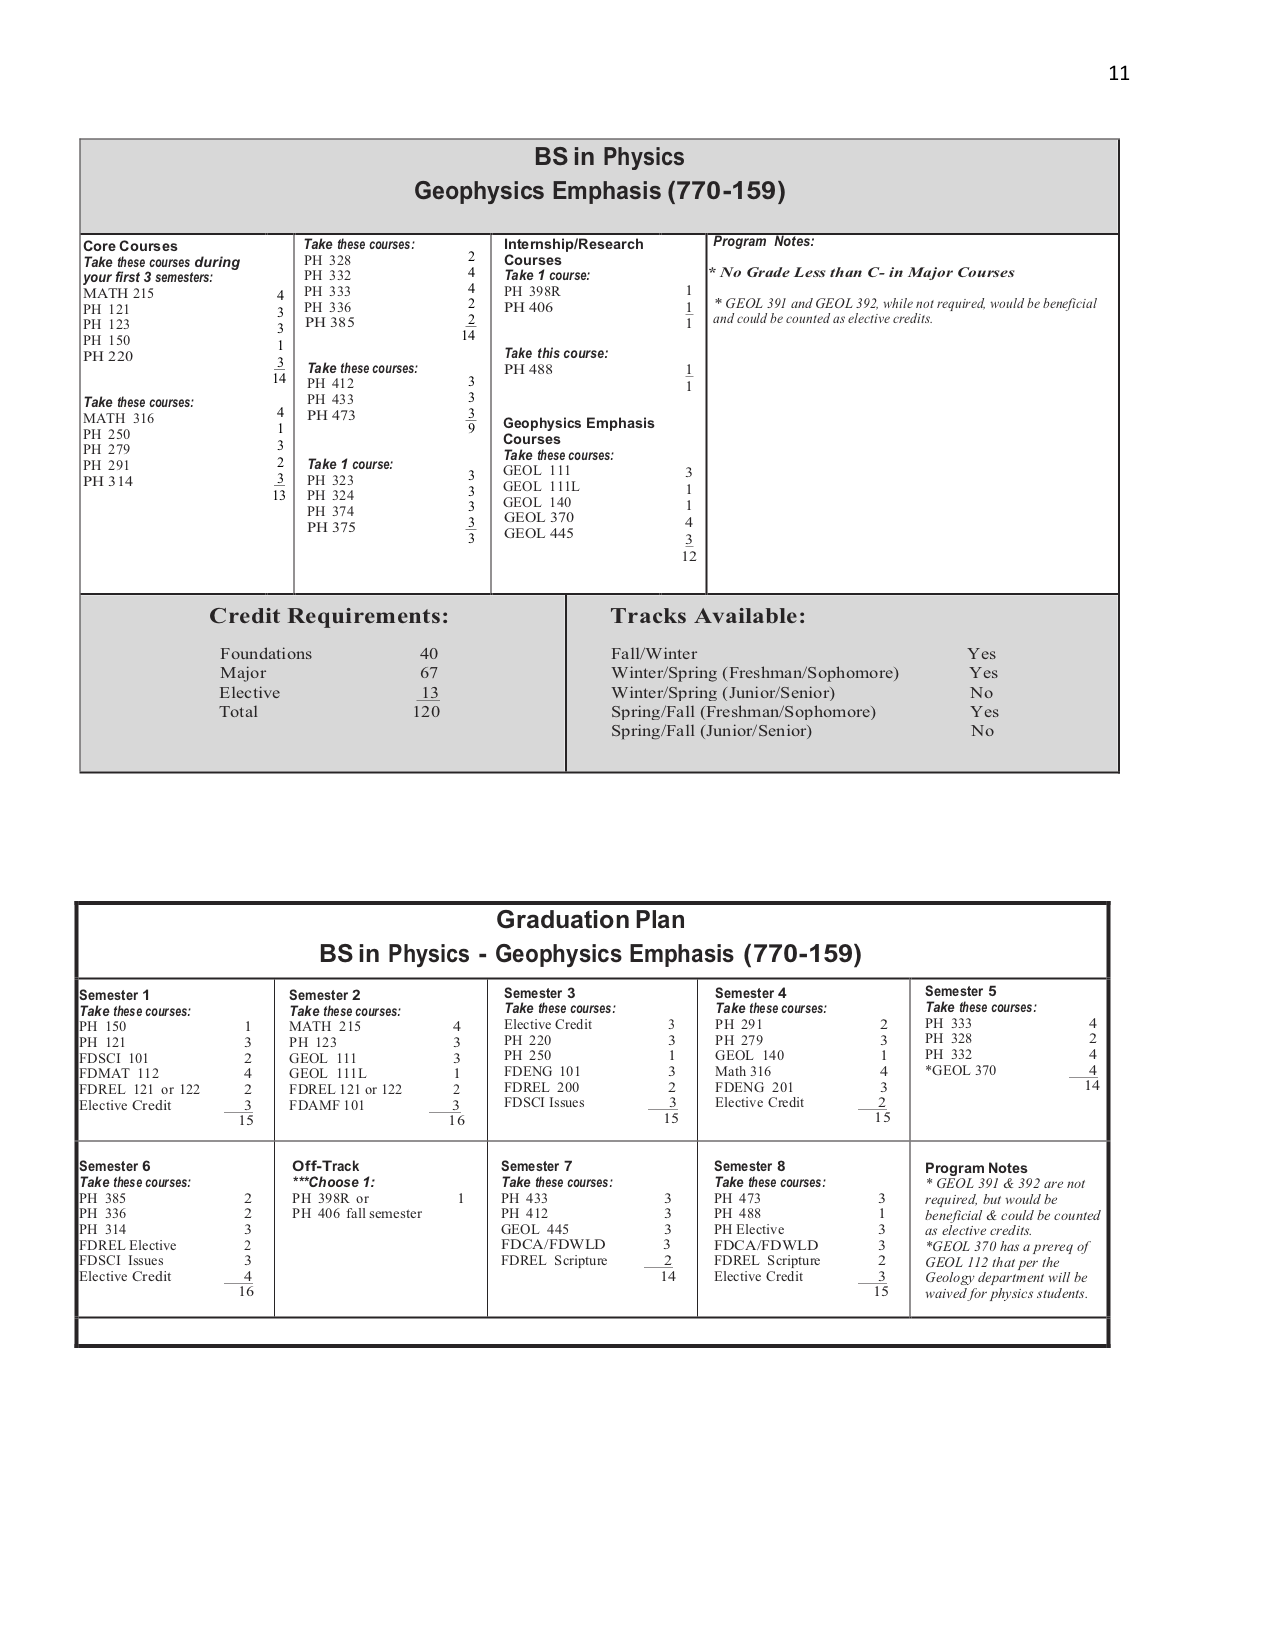 11
BS in Physics
Geophysics Emphasis (770-159)
Core Courses
Take these courses during
your first 3 semesters:
MATH 215 4
PH 121 3
PH 123 3
PH 150 1
PH 220 3
14
Take these courses:
MATH 316 4
PH 250 1
PH 279 3
PH 291 2
PH 314 3
13
Take these courses:
PH 328 2
PH 332 4
PH 333 4
PH 336 2
PH 385 2
14
Take these courses:
PH 412 3
PH 433 3
PH 473 3
9
Take 1 course:
PH 323 3
PH 324 3
PH 374 3
PH 375 3
3
Internship/Research
Courses
Take 1 course:
PH 398R 1
PH 406 1
1
Take this course:
PH 488 1
1
Geophysics Emphasis
Courses
Take these courses:
GEOL 111 3
GEOL 111L 1
GEOL 140 1
GEOL 370 4
GEOL 445 3
12
Program Notes:
* No Grade Less than C- in Major Courses
* GEOL 391 and GEOL 392, while not required, would be beneficial
and could be counted as elective credits.
Credit Requirements:
Foundations 40
Major 67
Elective 13
Total 120
Tracks Available:
Fall/Winter Yes
Winter/Spring (Freshman/Sophomore) Yes
Winter/Spring (Junior/Senior) No
Spring/Fall (Freshman/Sophomore) Yes
Spring/Fall (Junior/Senior) No
Graduation Plan
BS in Physics - Geophysics Emphasis (770-159)
Semester 1
Take these courses:
PH 150 1
PH 121 3
FDSCI 101 2
FDMAT 112 4
FDREL 121 or 122 2
Elective Credit 3
15
Semester 2
Take these courses:
MATH 215 4
PH 123 3
GEOL 111 3
GEOL 111L 1
FDREL 121 or 122 2
FDAMF 101 3
16
Semester 3
Take these courses:
Elective Credit 3
PH 220 3
PH 250 1
FDENG 101 3
FDREL 200 2
FDSCI Issues 3
15
Semester 4
Take these courses:
PH 291 2
PH 279 3
GEOL 140 1
Math 316 4
FDENG 201 3
Elective Credit 2
15
Semester 5
Take these courses:
PH 333 4
PH 328 2
PH 332 4
*GEOL 370 4
14
Semester 6
Take these courses:
PH 385 2
PH 336 2
PH 314 3
FDREL Elective 2
FDSCI Issues 3
Elective Credit 4
16
Off-Track
***Choose 1:
PH 398R or 1
PH 406 fall semester
Semester 7
Take these courses:
PH 433 3
PH 412 3
GEOL 445 3
FDCA/FDWLD 3
FDREL Scripture 2
14
Semester 8
Take these courses:
PH 473 3
PH 488 1
PH Elective 3
FDCA/FDWLD 3
FDREL Scripture 2
Elective Credit 3
15
Program Notes
* GEOL 391 & 392 are not
required, but would be
beneficial & could be counted
as elective credits.
*GEOL 370 has a prereq of
GEOL 112 that per the
Geology department will be
waived for physics students.